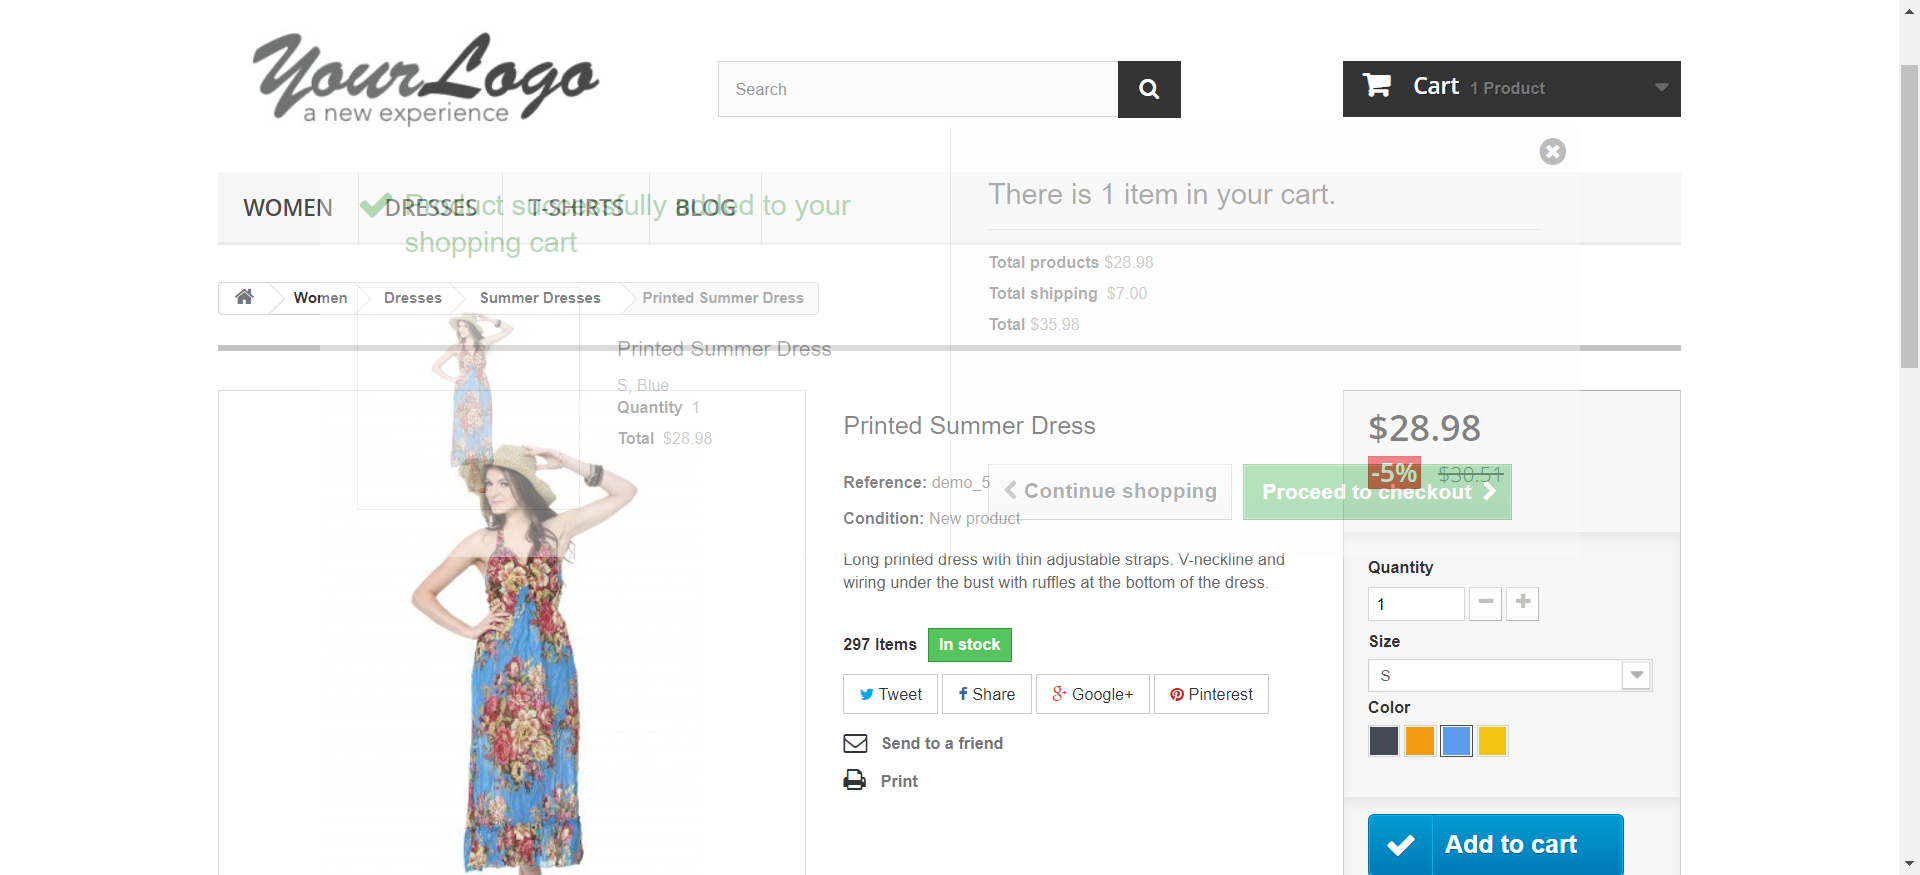 YourLogo
a new experience
Search
Cart 1 Product
WOMEN
DRESSES
T-SHIRTS
BLOG
Product successfully added to your
shopping cart
There is 1 item in your cart.
Total products $28.98
Total shipping $7.00
Total $35.98
Women
Dresses
Summer Dresses
Printed Summer Dress
Printed Summer Dress
S, Blue
Quantity 1
Total $28.98
Continue shopping
Proceed to checkout
Printed Summer Dress
Reference: demo_5
Condition: New product
Long printed dress with thin adjustable straps. V-neckline and
wiring under the bust with ruffles at the bottom of the dress.
297 Items In stock
Tweet
Share
Google+
Pinterest
Send to a friend
Print
$28.98
-5% $30.51
Quantity
1
Size
S
Color
Add to cart